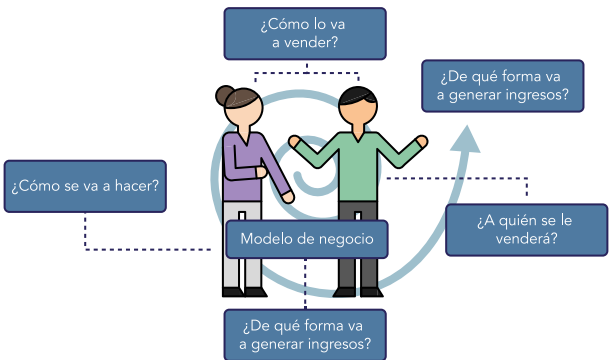 ¿Cómo lo va
a vender?
¿De qué forma va
a generar ingresos?
¿Cómo se va a hacer?
¿A quién se le
venderá?
Modelo de negocio
¿De qué forma va
a generar ingresos?